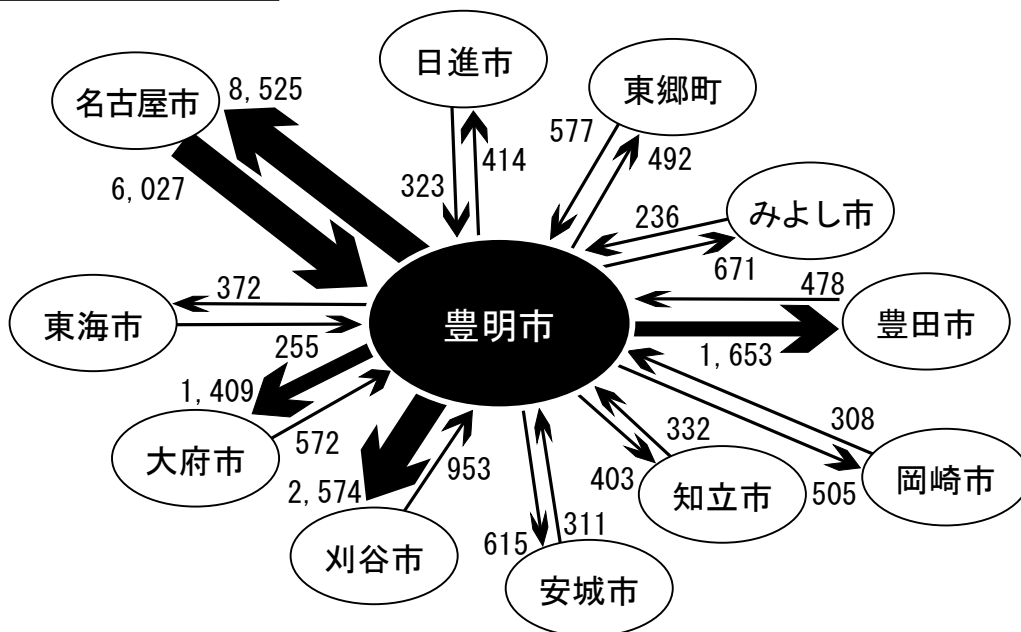 日進市
東郷町
名古屋市
8,525
577
492
414
323
6,027
236
みよし市
671
372
478
東海市
豊明市
豊田市
255
1,653
1,409
308
332
大府市
572
403
岡崎市
953
505
2,574
知立市
615
311
刈谷市
安城市